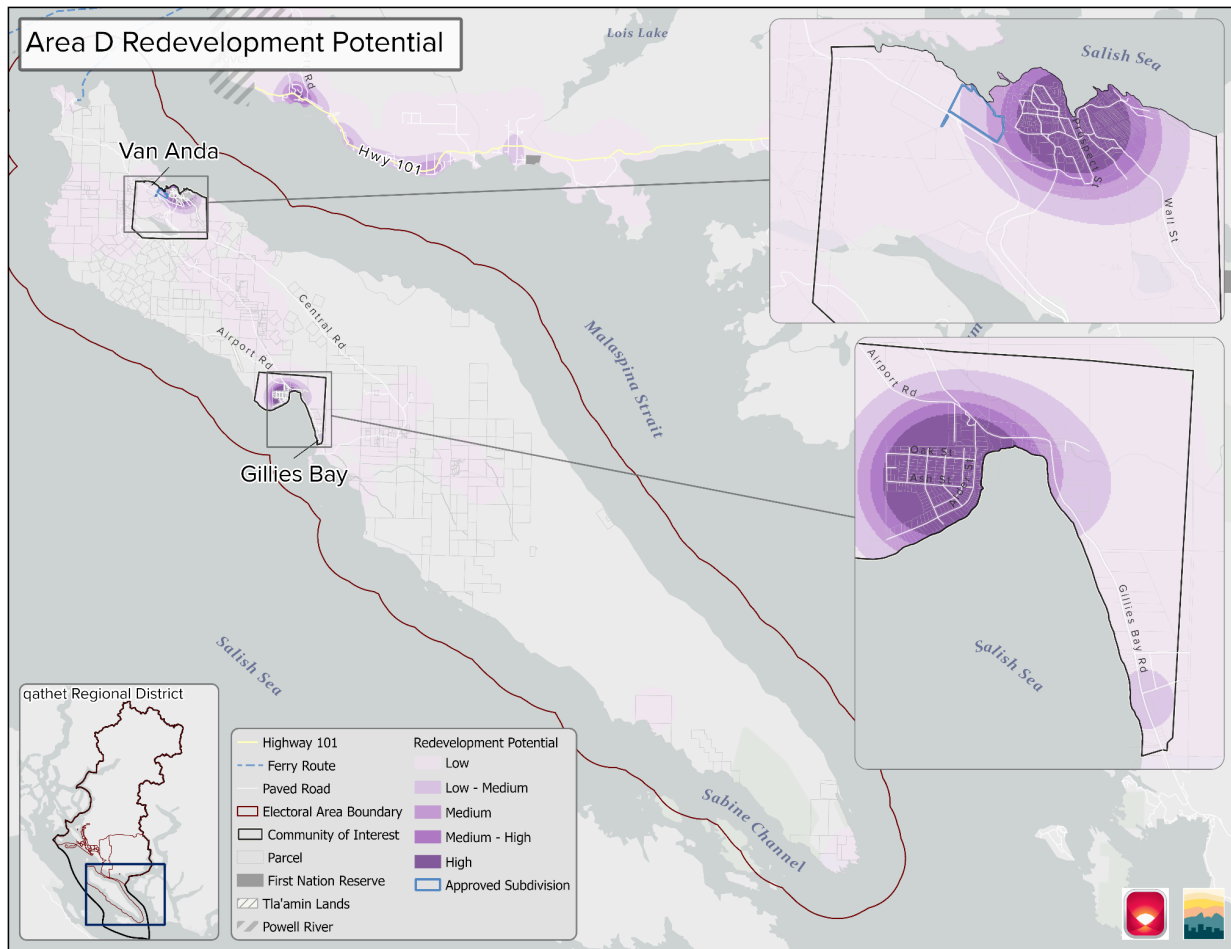 Area D Redevelopment Potential
Lois Lake
Salish Sea
Rd
Hwy 101
Van Anda
Prospect St
Wall St
Central Rd
Airport Rd
Malaspina Strait
Gillies Bay
Airport Rd
Oak St
Ash St
Gillies Bay Rd
Salish Sea
Salish Sea
Sabine Channel
qathet Regional District
Highway 101
Ferry Route
Paved Road
Electoral Area Boundary
Community of Interest
Parcel
First Nation Reserve
Tla'amin Lands
Powell River
Redevelopment Potential
Low
Low - Medium
Medium
Medium - High
High
Approved Subdivision